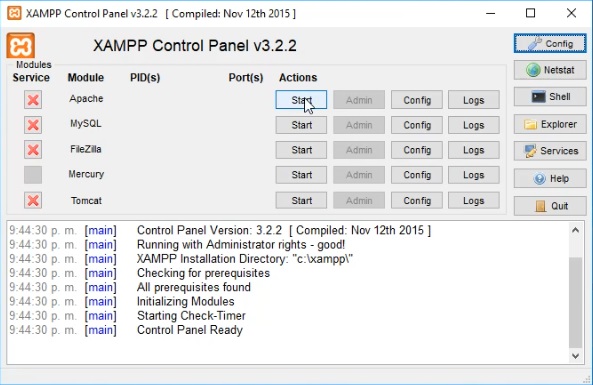 XAMPP Control Panel v3.2.2 [ Compiled: Nov 12th 2015 ]
XAMPP Control Panel v3.2.2
Config
Modules
Service Module PID(s) Port(s) Actions
Netstat
Apache Start Admin Config Logs
Shell
MySQL Start Admin Config Logs
Explorer
FileZilla Start Admin Config Logs
Services
Mercury Start Admin Config Logs
Help
Tomcat Start Admin Config Logs
Quit
9:44:30 p. m. [main] Control Panel Version: 3.2.2 [ Compiled: Nov 12th 2015 ]
9:44:30 p. m. [main] Running with Administrator rights - good!
9:44:30 p. m. [main] XAMPP Installation Directory: "c:\xampp\"
9:44:30 p. m. [main] Checking for prerequisites
9:44:30 p. m. [main] All prerequisites found
9:44:30 p. m. [main] Initializing Modules
9:44:30 p. m. [main] Starting Check-Timer
9:44:30 p. m. [main] Control Panel Ready